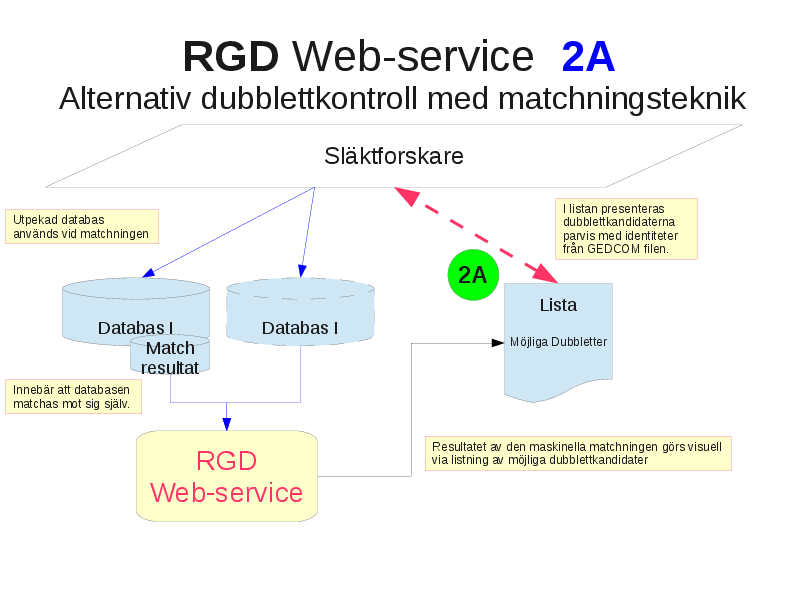 RGD Web-service 2A
Alternativ dubblettkontroll med matchningsteknik
Släktforskare
Utpekad databas
används vid matchningen
I listan presenteras
dubblettkandidaterna
parvis med identiteter
från GEDCOM filen.
2A
Databas I
Match
resultat
Databas I
Lista
Möjliga Dubbletter
Innebär att databasen
matchas mot sig själv.
RGD
Web-service
Resultatet av den maskinella matchningen görs visuell
via listning av möjliga dubblettkandidater